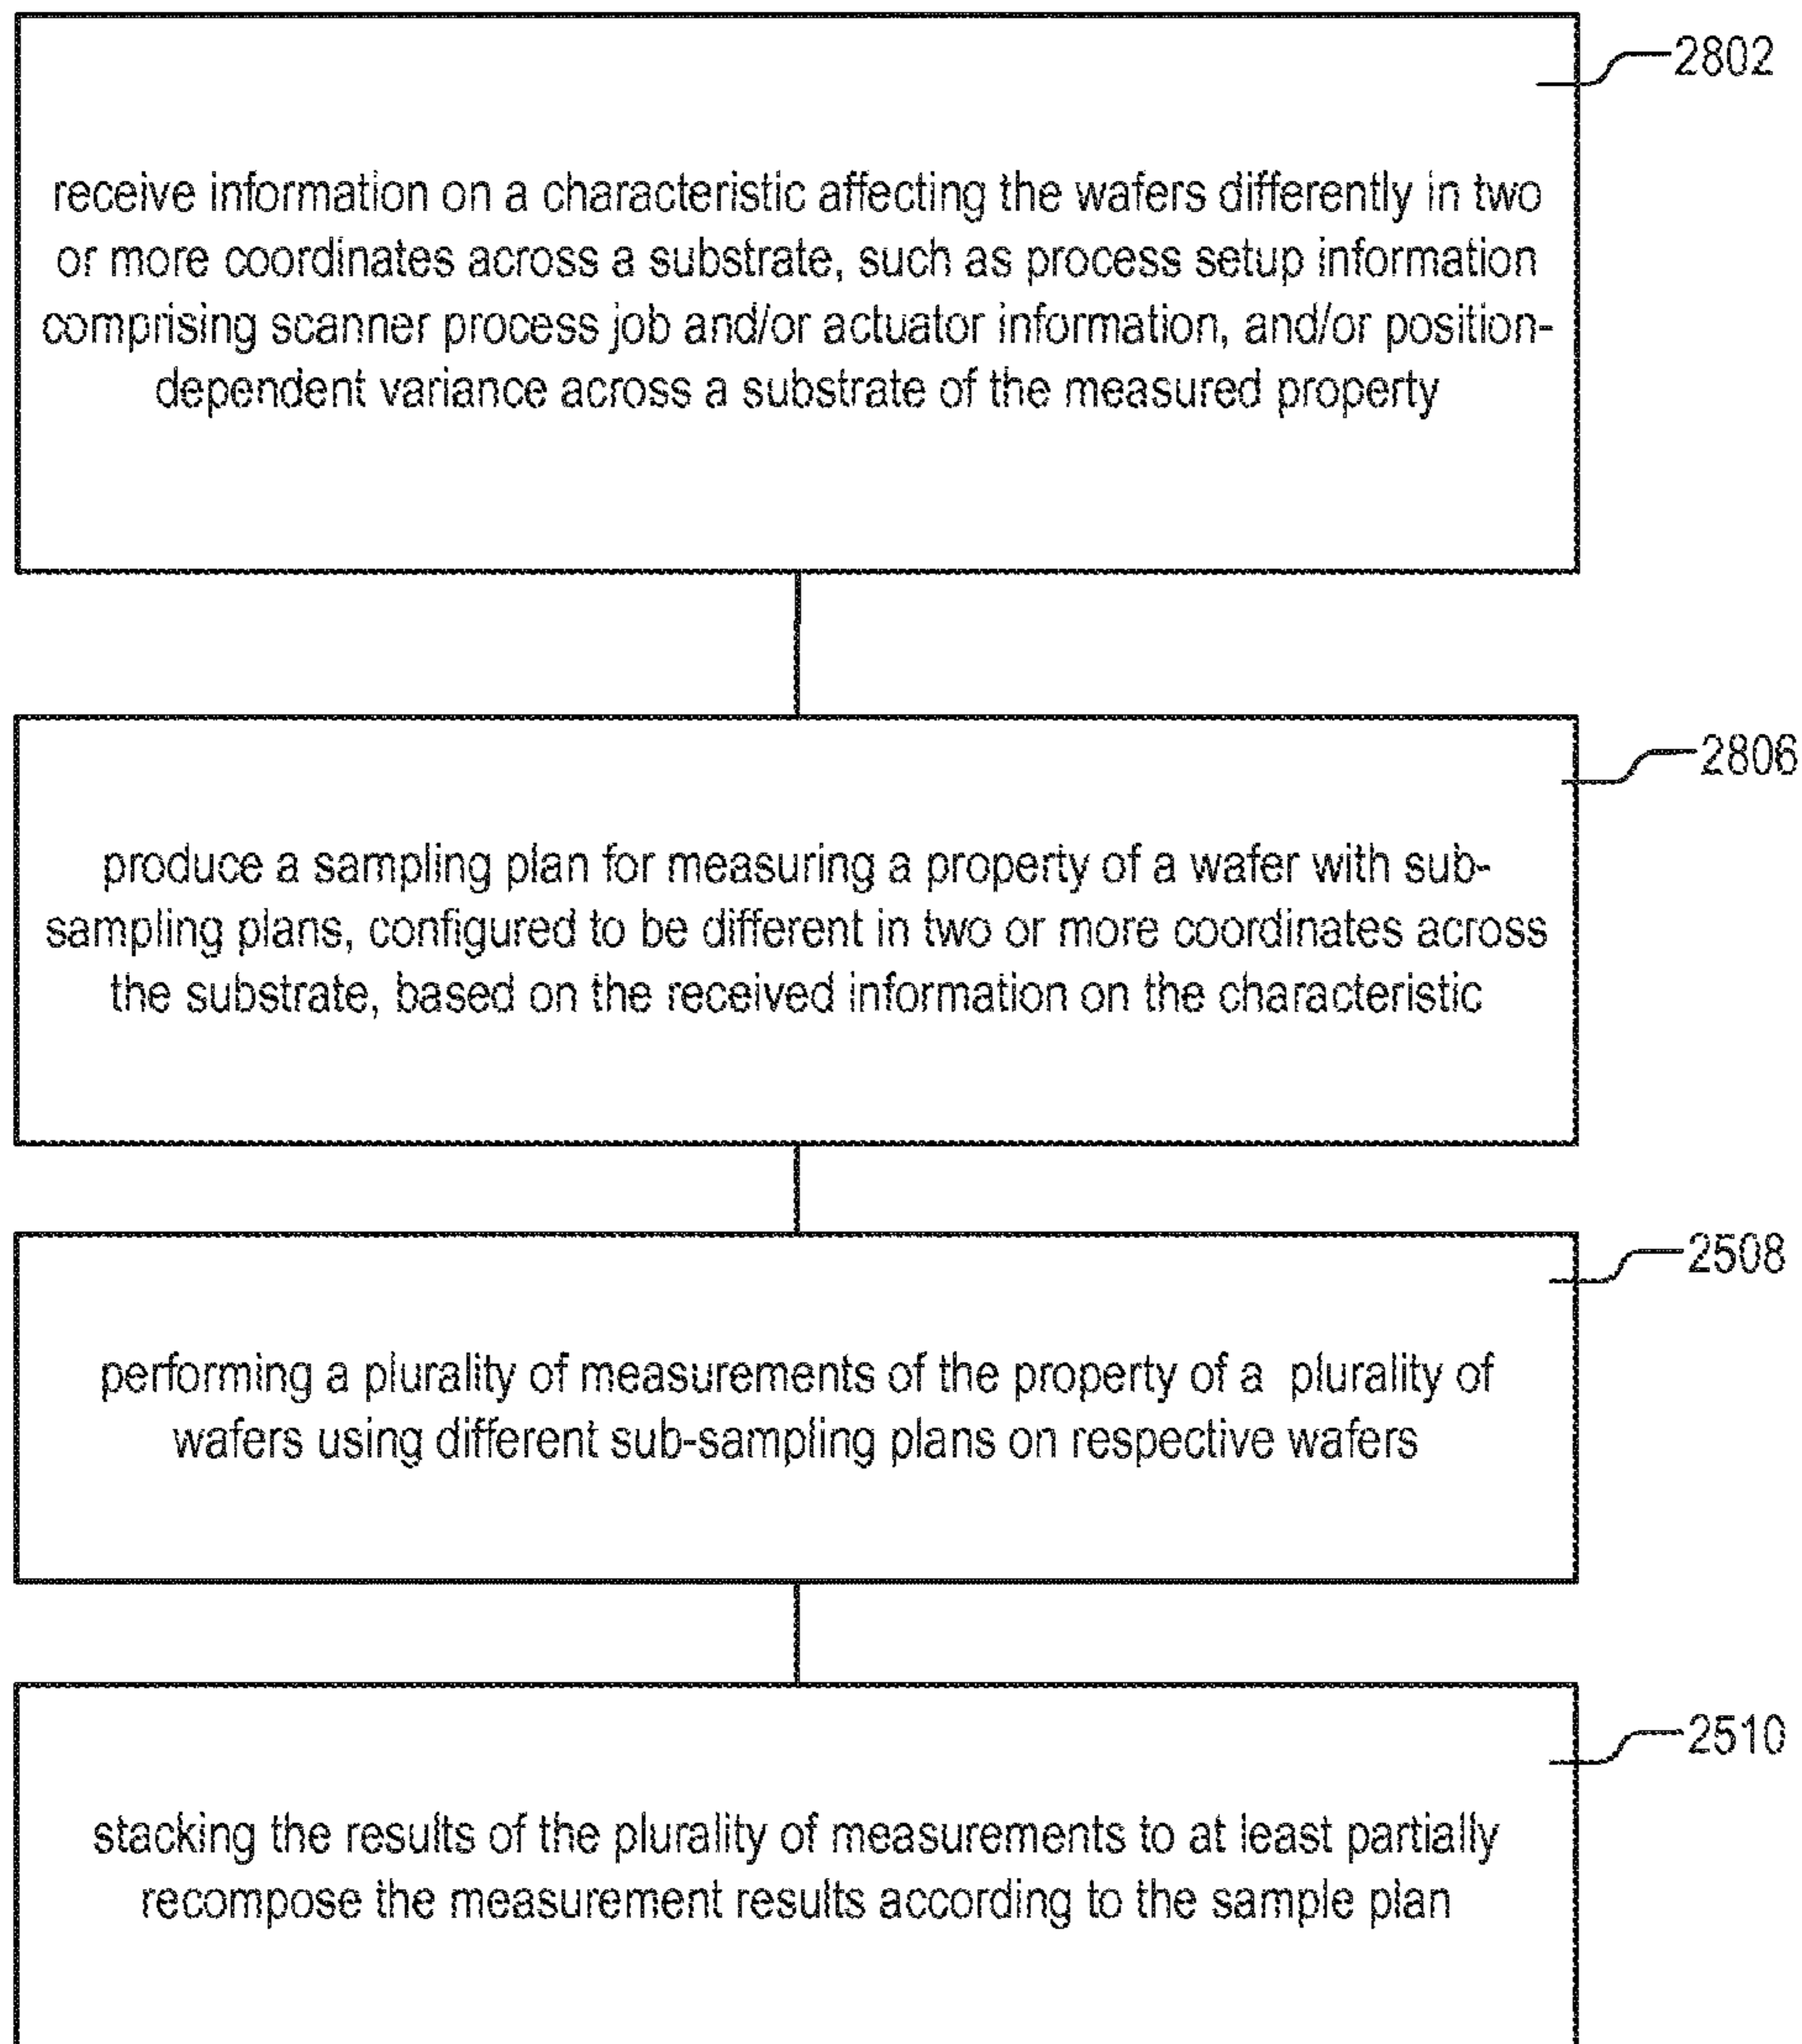 2802
receive information on a characteristic affecting the wafers differently in two
or more coordinates across a substrate, such as process setup information
comprising scanner process job and/or actuator information, and/or position-
dependent variance across a substrate of the measured property
2806
produce a sampling plan for measuring a property of a wafer with sub-
sampling plans, configured to be different in two or more coordinates across
the substrate, based on the received information on the characteristic
2508
performing a plurality of measurements of the property of a plurality of
wafers using different sub-sampling plans on respective wafers
2510
stacking the results of the plurality of measurements to at least partially
recompose the measurement results according to the sample plan